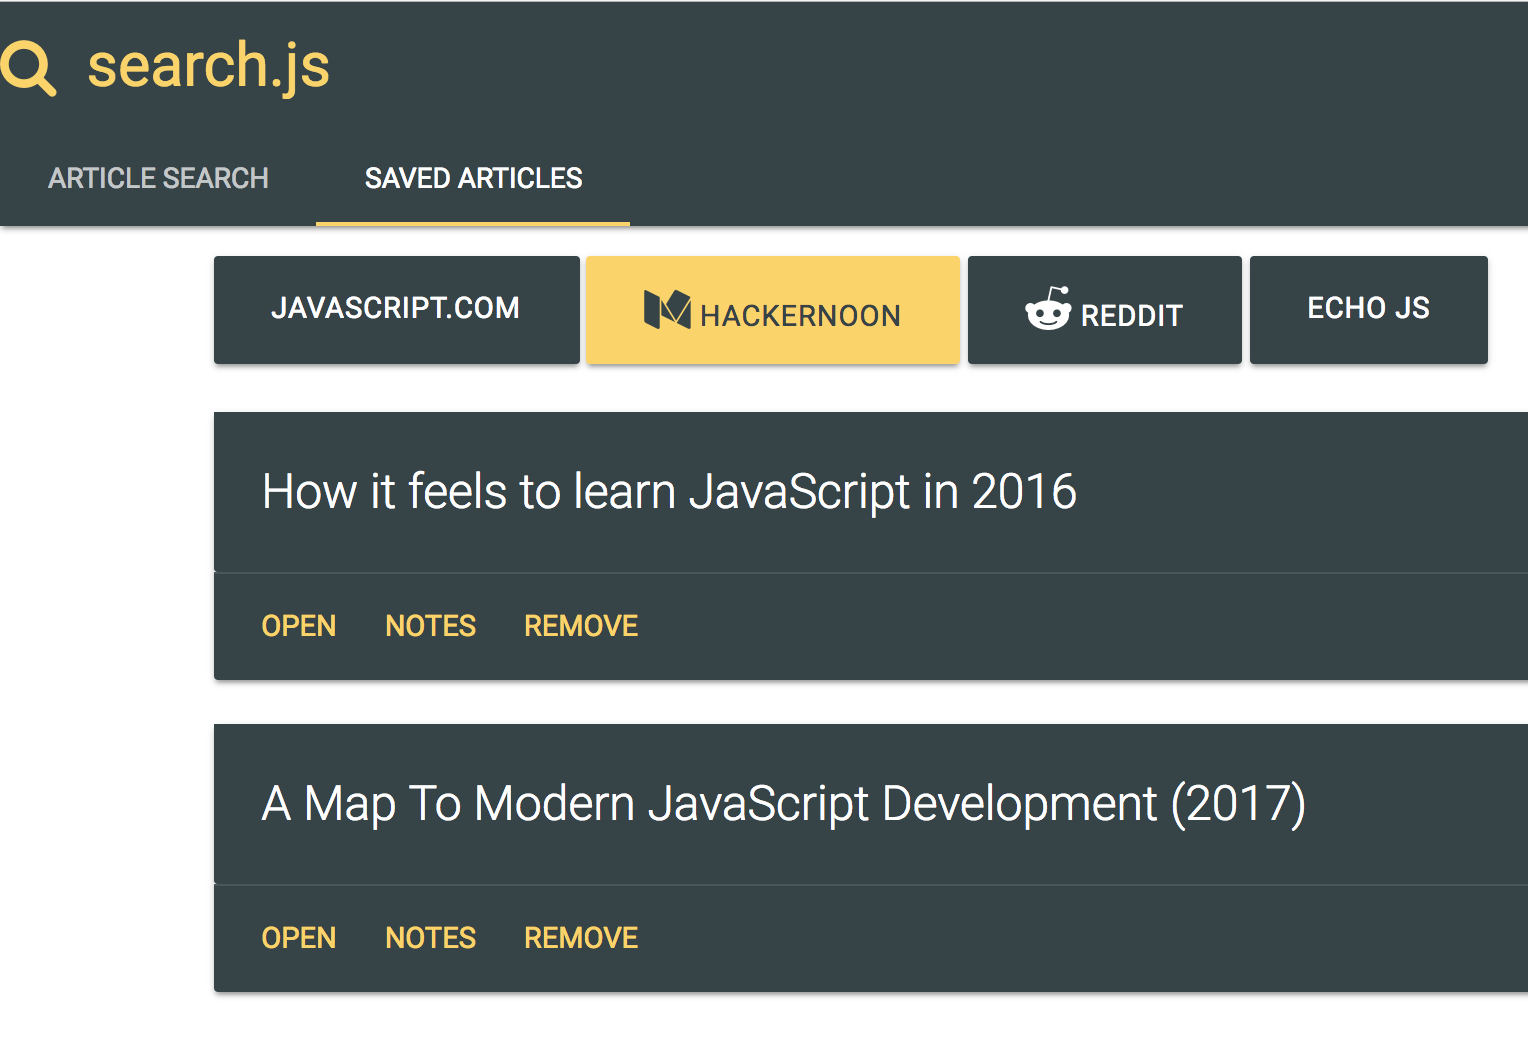 search.js
ARTICLE SEARCH SAVED ARTICLES
JAVASCRIPT.COM HACKERNOON REDDIT ECHO JS
How it feels to learn JavaScript in 2016
OPEN NOTES REMOVE
A Map To Modern JavaScript Development (2017)
OPEN NOTES REMOVE